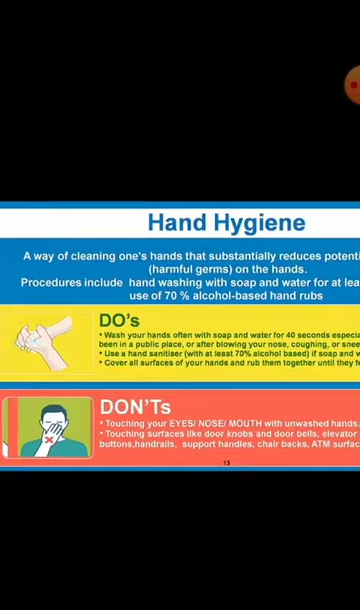 Hand Hygiene
A way of cleaning one's hands that substantially reduces
(harmful germs) on the hands.
Procedures include hand washing with soap and water for at
use of 70 % alcohol-based hand rubs
DO's
• Wash your hands often with soap and water for 40 seconds
been in a public place, or after blowing your nose, coughing, or
• Use a hand sanitiser (with at least 70% alcohol based) if soap and
• Cover all surfaces of your hands and rub them together until they
DON'Ts
• Touching your EYES/ NOSE/ MOUTH with unwashed hands.
• Touching surfaces like door knobs and door bells, elevator
buttons,handrails, support handles, chair backs, ATM
13